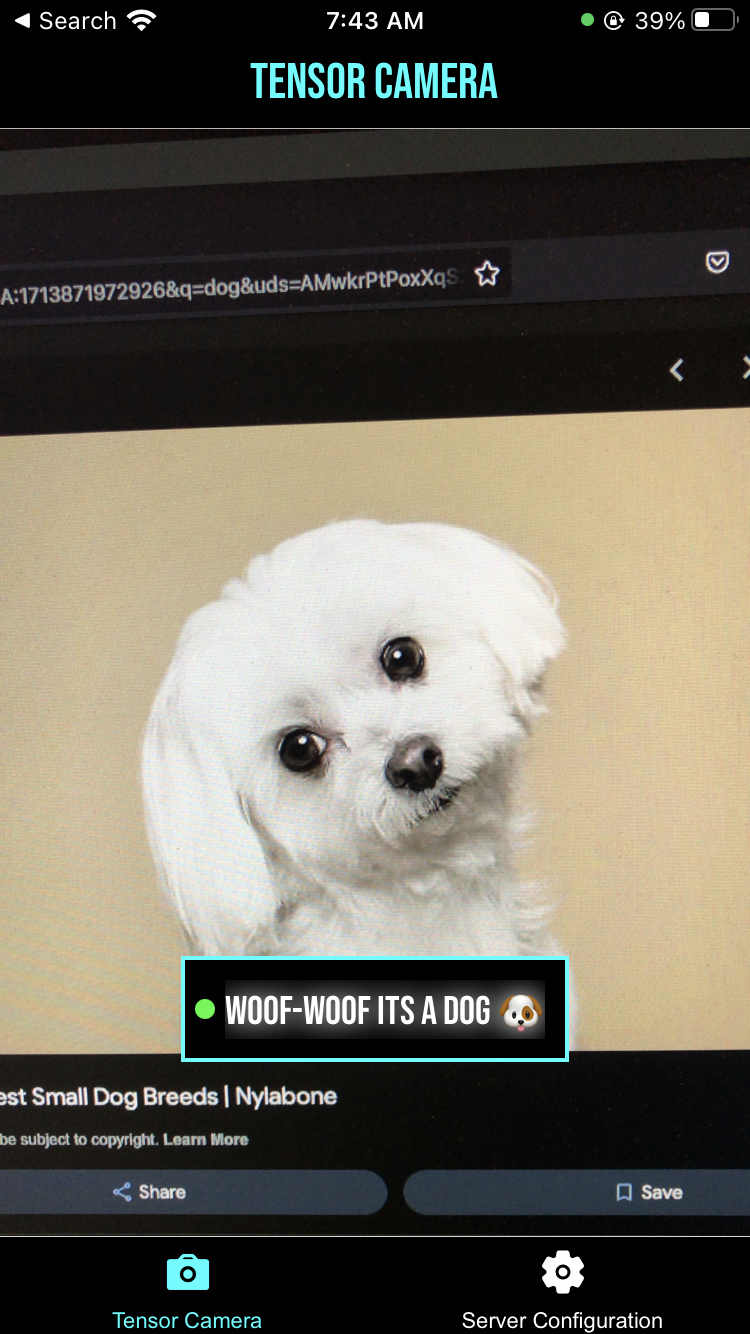 Search 7:43 AM 39%
TENSOR CAMERA
A:1713871972926&q=dog&uds=AMwkrPtPoxXqS
WOOF-WOOF ITS A DOG 🐶
est Small Dog Breeds | Nylabone
be subject to copyright. Learn More
Share Save
Tensor Camera Server Configuration